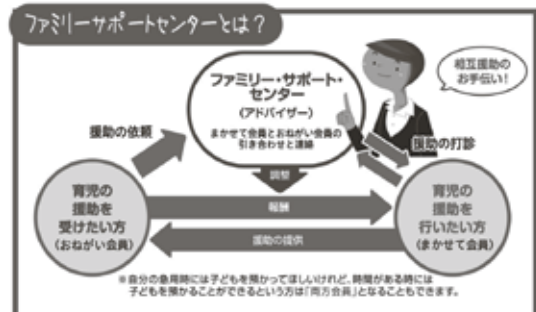 ファミリーサポートセンターとは？
相互援助の
お手伝い！
ファミリー・サポート・
センター
（アドバイザー）
まかせて会員とおねがい会員の
引き合わせと連絡
援助の依頼
援助の打診
調整
育児の
援助を
受けたい方
（おねがい会員）
報酬
援助の提供
育児の
援助を
行いたい方
（まかせて会員）
※自分の急用時には子どもを預かってほしいけれど、時間がある時には
子どもを預かることができるという方は「両方会員」となることもできます。